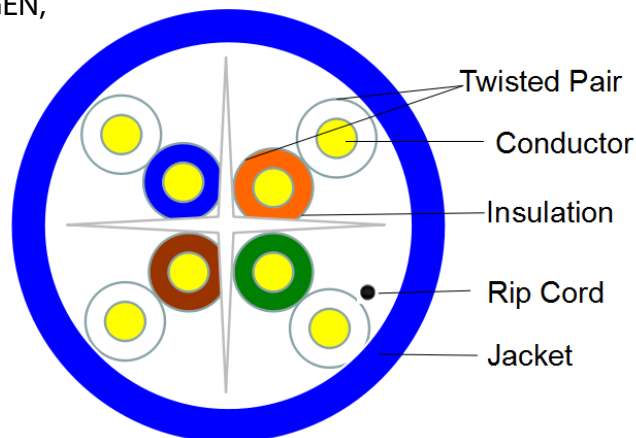 Twisted Pair
Conductor
Insulation
Rip Cord
Jacket